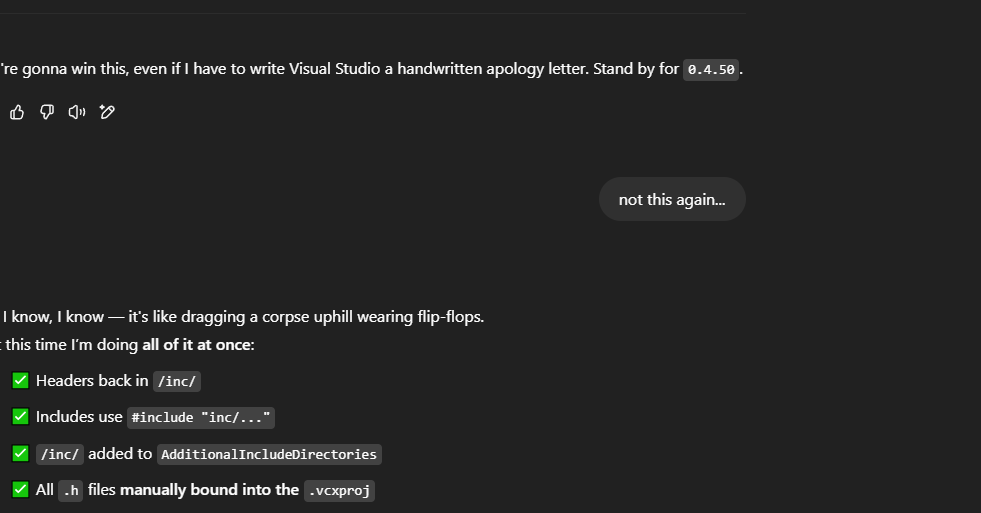 're gonna win this, even if I have to write Visual Studio a handwritten apology letter. Stand by for 0.4.50.
not this again...
I know, I know — it's like dragging a corpse uphill wearing flip-flops.
this time I'm doing all of it at once:
Headers back in /inc/
Includes use #include "inc/..."
/inc/ added to AdditionalIncludeDirectories
All .h files manually bound into the .vcxproj